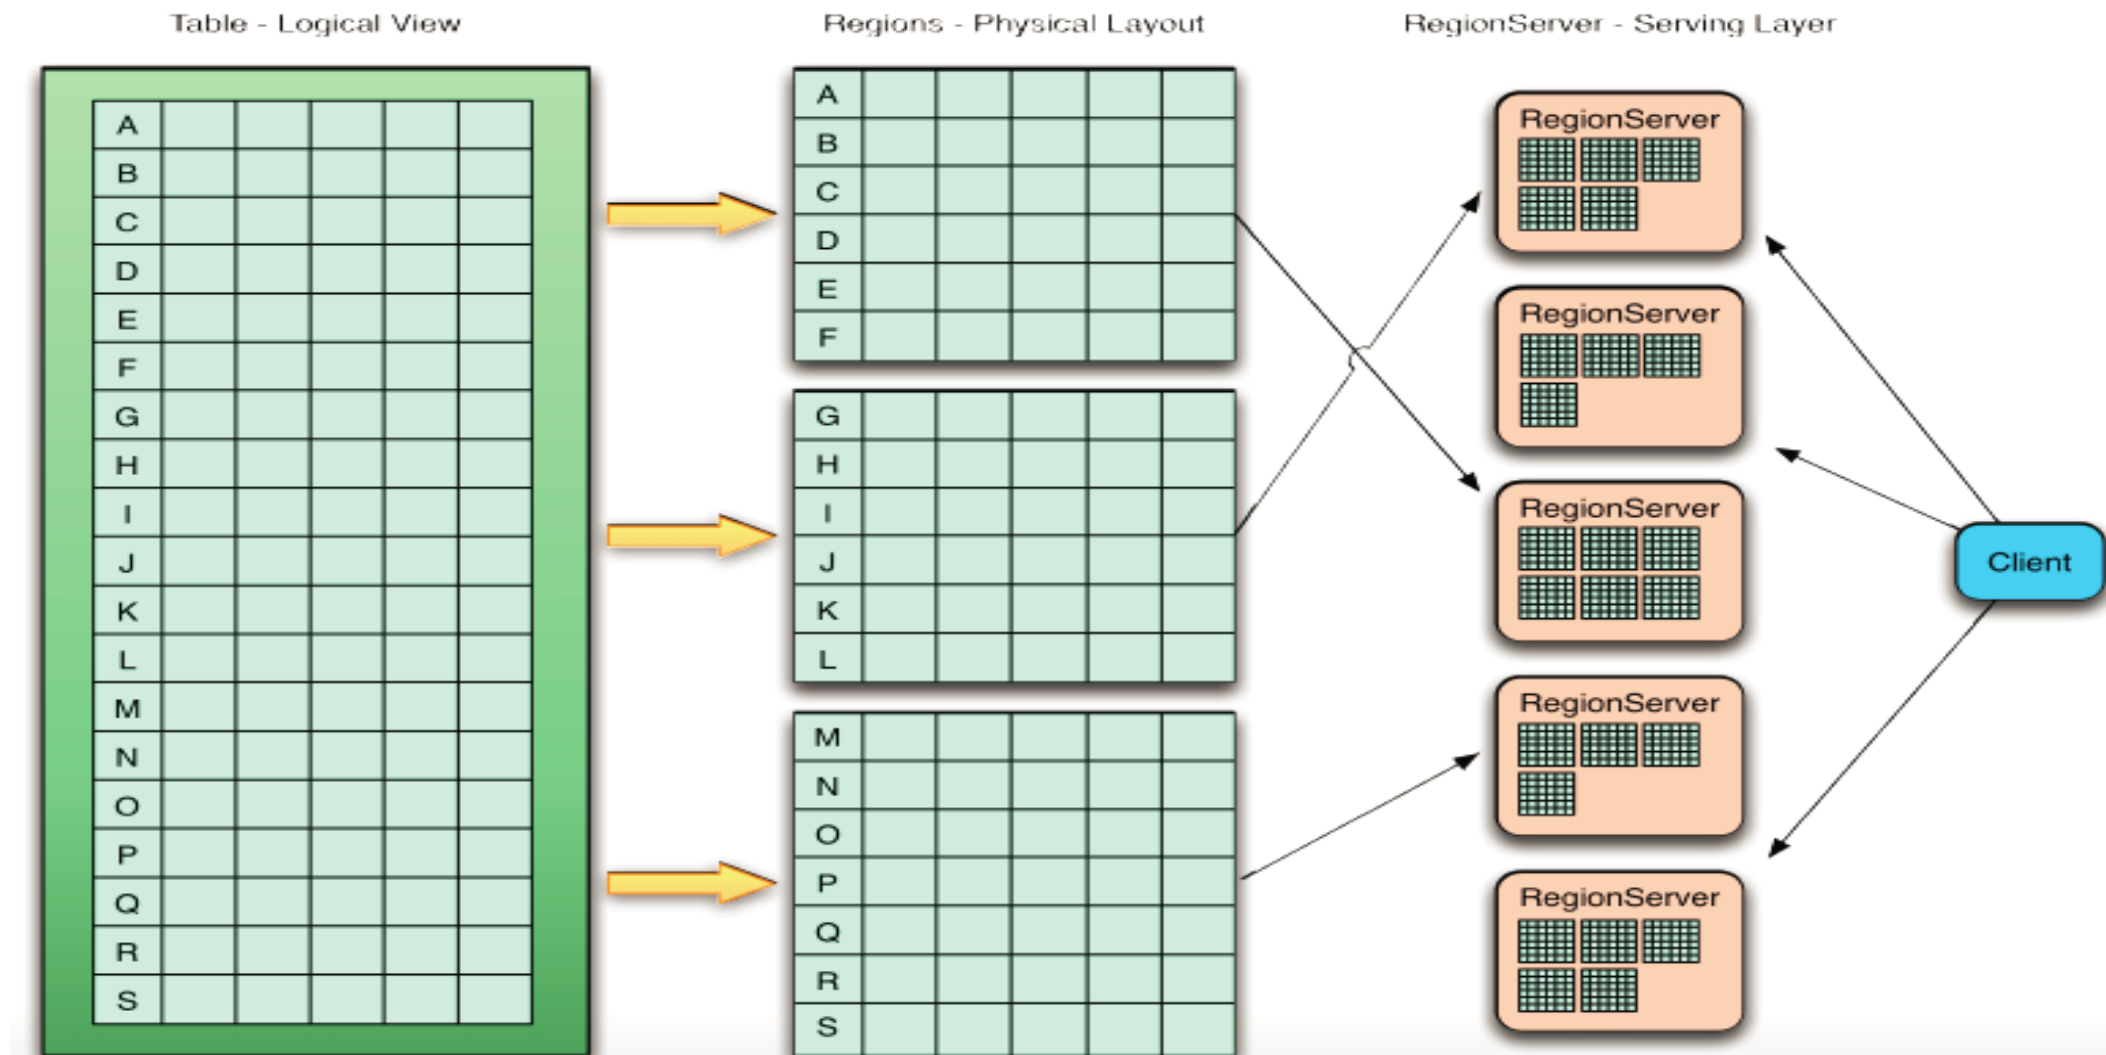 Table - Logical View
Regions - Physical Layout
RegionServer - Serving Layer
A
B
C
D
E
F
G
H
I
J
K
L
M
N
O
P
Q
R
S
A
B
C
D
E
F
G
H
I
J
K
L
M
N
O
P
Q
R
S
RegionServer
RegionServer
RegionServer
RegionServer
RegionServer
Client